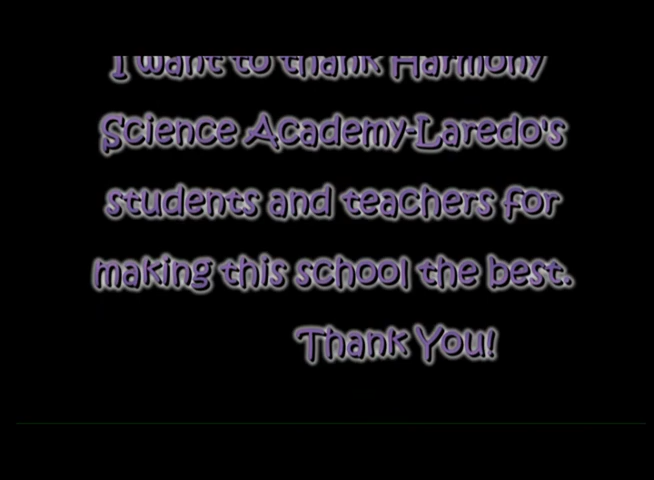 I want to thank Harmony
Science Academy-Laredo's
students and teachers for
making this school the best.
Thank You!